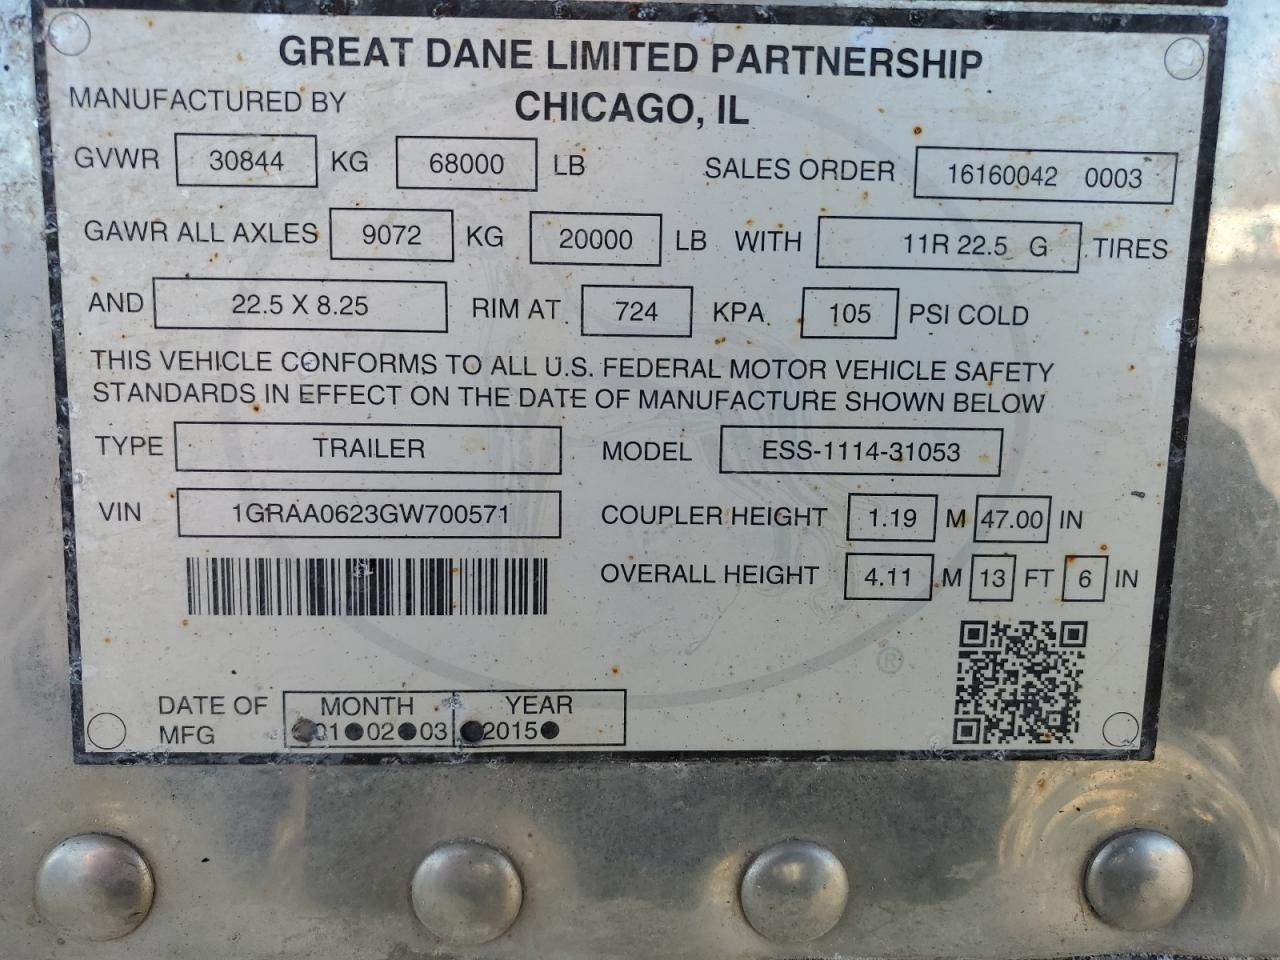 GREAT DANE LIMITED PARTNERSHIP
MANUFACTURED BY CHICAGO, IL
GVWR 30844 KG 68000 LB SALES ORDER 16160042 0003
GAWR ALL AXLES 9072 KG 20000 LB WITH 11R 22.5 G TIRES
AND 22.5 X 8.25 RIM AT 724 KPA 105 PSI COLD
THIS VEHICLE CONFORMS TO ALL U.S. FEDERAL MOTOR VEHICLE SAFETY
STANDARDS IN EFFECT ON THE DATE OF MANUFACTURE SHOWN BELOW
TYPE TRAILER MODEL ESS-1114-31053
VIN 1GRAA0623GW700571 COUPLER HEIGHT 1.19 M 47.00 IN
OVERALL HEIGHT 4.11 M 13 FT 6 IN
®
DATE OF MONTH YEAR
MFG 01 02 03 2015